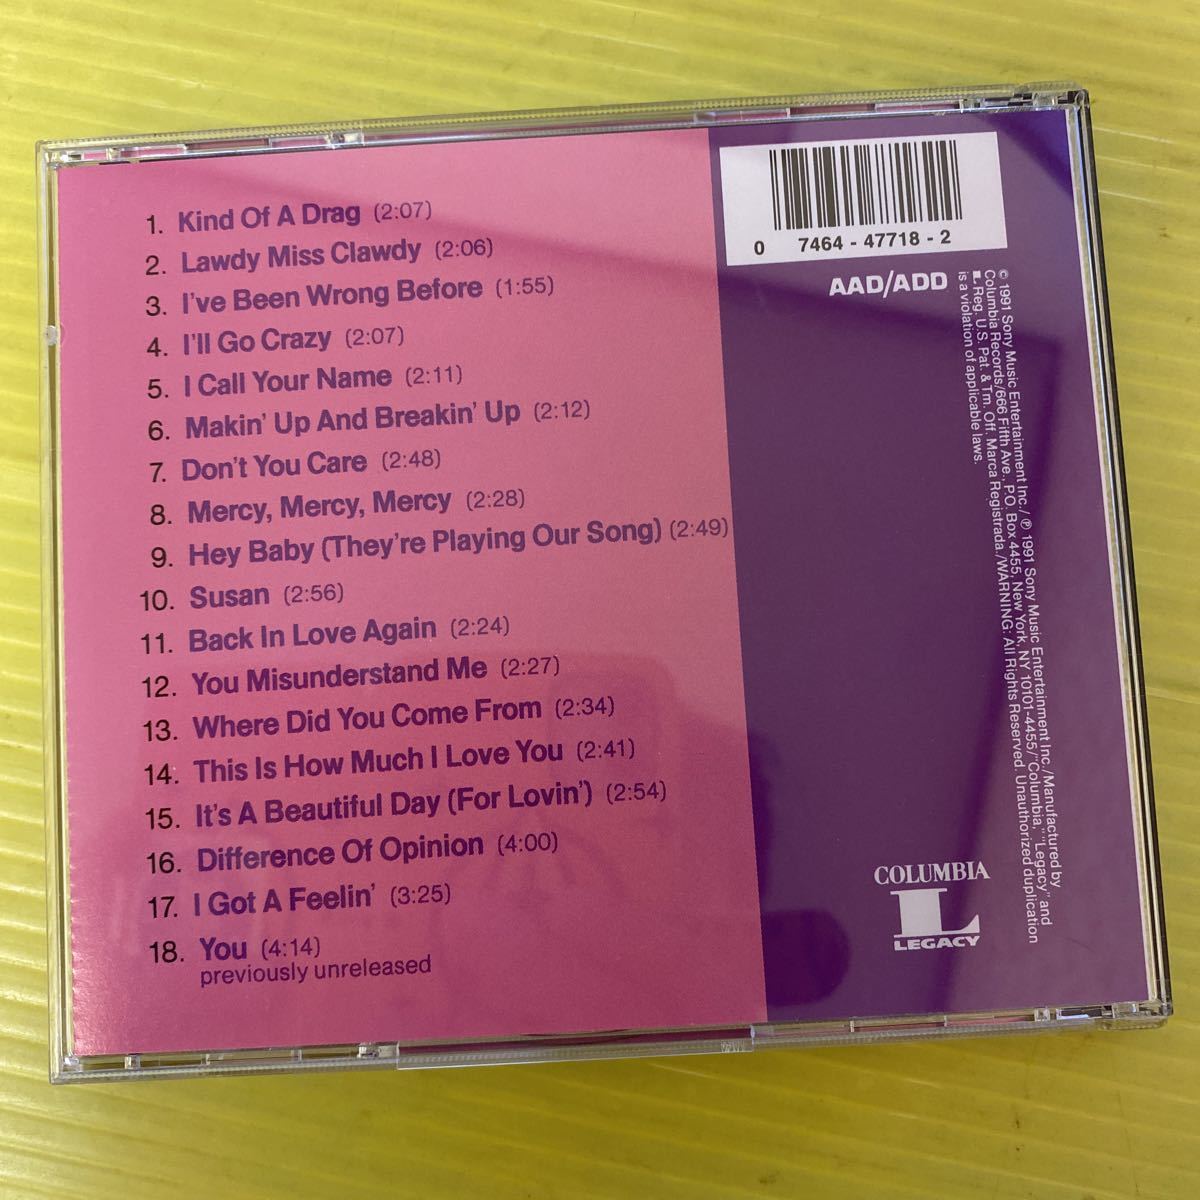 1. Kind Of A Drag (2:07)
2. Lawdy Miss Clawdy (2:06)
3. I've Been Wrong Before (1:55)
4. I'll Go Crazy (2:07)
5. I Call Your Name (2:11)
6. Makin' Up And Breakin' Up (2:12)
7. Don't You Care (2:48)
8. Mercy, Mercy, Mercy (2:28)
9. Hey Baby (They're Playing Our Song) (2:49)
10. Susan (2:56)
11. Back In Love Again (2:24)
12. You Misunderstand Me (2:27)
13. Where Did You Come From (2:34)
14. This Is How Much I Love You (2:41)
15. It's A Beautiful Day (For Lovin') (2:54)
16. Difference Of Opinion (4:00)
17. I Got A Feelin' (3:25)
18. You (4:14)
previously unreleased
0 7464 - 47718 - 2
AAD/ADD
© 1991 Sony Music Entertainment Inc./ ℗ 1991 Sony Music Entertainment Inc./Manufactured by
Columbia Records/666 Fifth Ave., P.O. Box 4455, New York, NY 10101-4455/"Columbia," "Legacy" and
L Reg. U.S. Pat. & Tm. Off. Marca Registrada./WARNING: All Rights Reserved. Unauthorized duplication
is a violation of applicable laws.
COLUMBIA
L
LEGACY